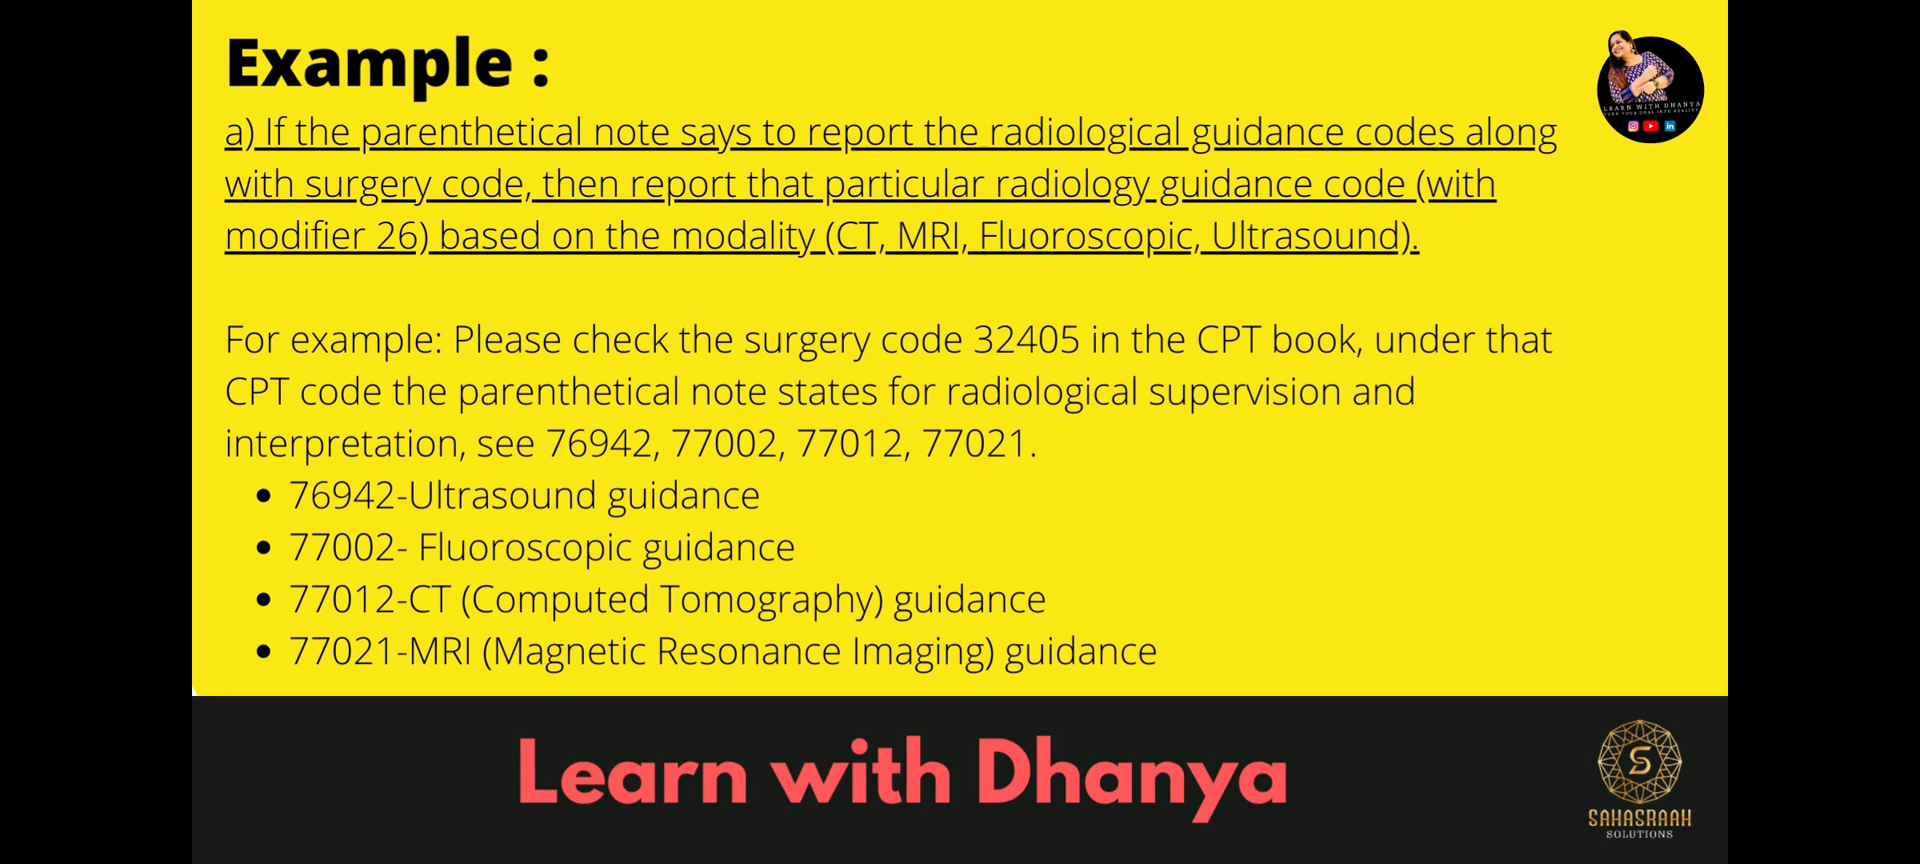 Example :
a) If the parenthetical note says to report the radiological guidance codes along
with surgery code, then report that particular radiology guidance code (with
modifier 26) based on the modality (CT, MRI, Fluoroscopic, Ultrasound).
For example: Please check the surgery code 32405 in the CPT book, under that
CPT code the parenthetical note states for radiological supervision and
interpretation, see 76942, 77002, 77012, 77021.
• 76942-Ultrasound guidance
• 77002- Fluoroscopic guidance
• 77012-CT (Computed Tomography) guidance
• 77021-MRI (Magnetic Resonance Imaging) guidance
LEARN WITH DHANYA
Learn with Dhanya
S
SAHASRAAH
SOLUTIONS